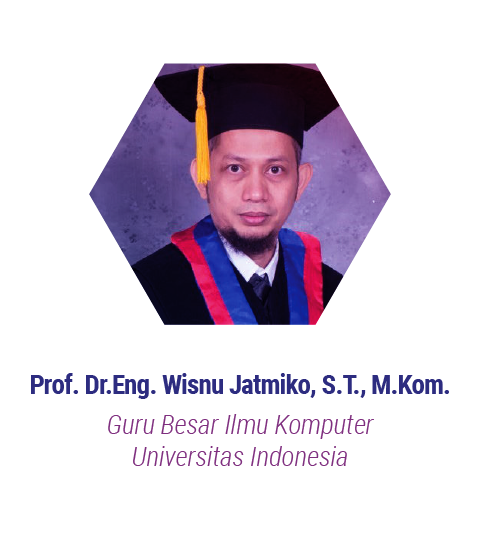 Prof. Dr.Eng. Wisnu Jatmiko, S.T., M.Kom.
Guru Besar Ilmu Komputer
Universitas Indonesia